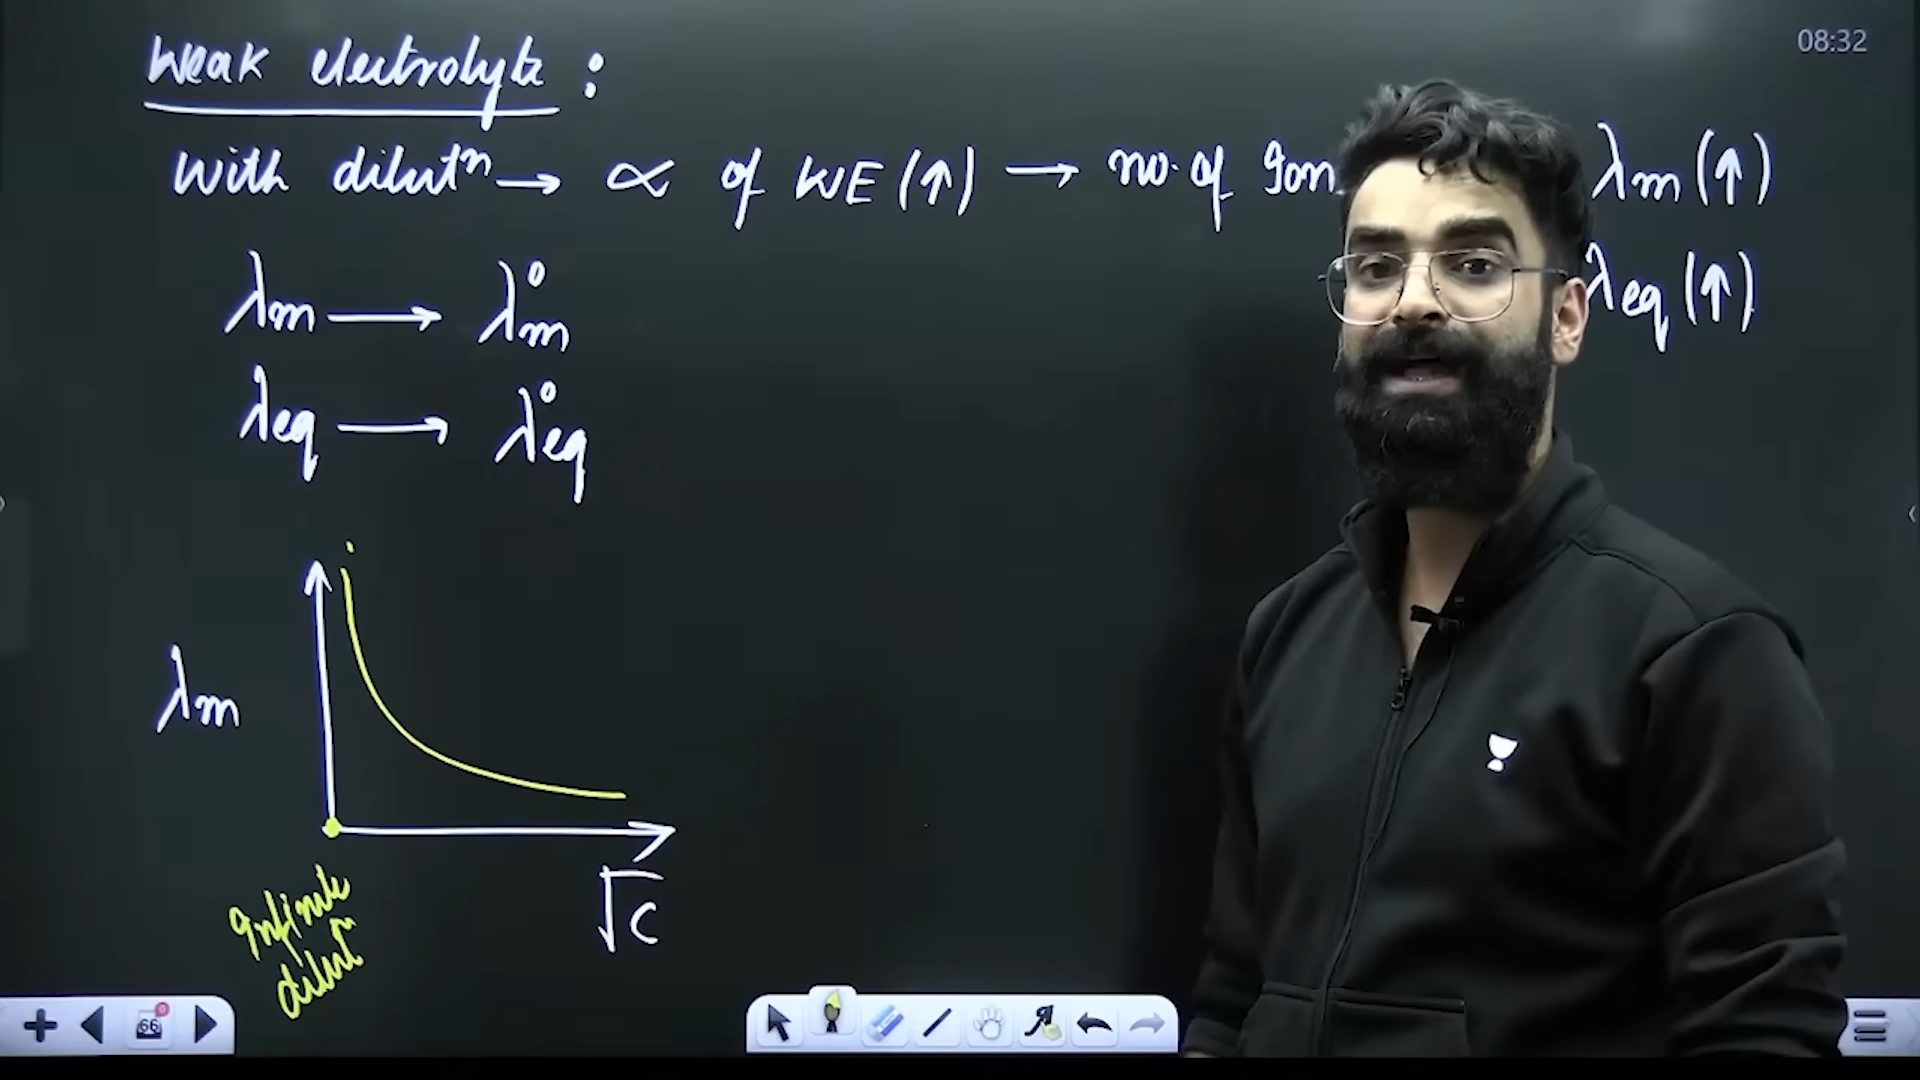 08:32
Weak electrolyte :
With dilutⁿ → ∝ of WE (↑) → no. of Ion λm (↑)
λeq (↑)
λm → λ°m
λeq → λ°eq
λm
√C
Infinite
dilutⁿ
66
0